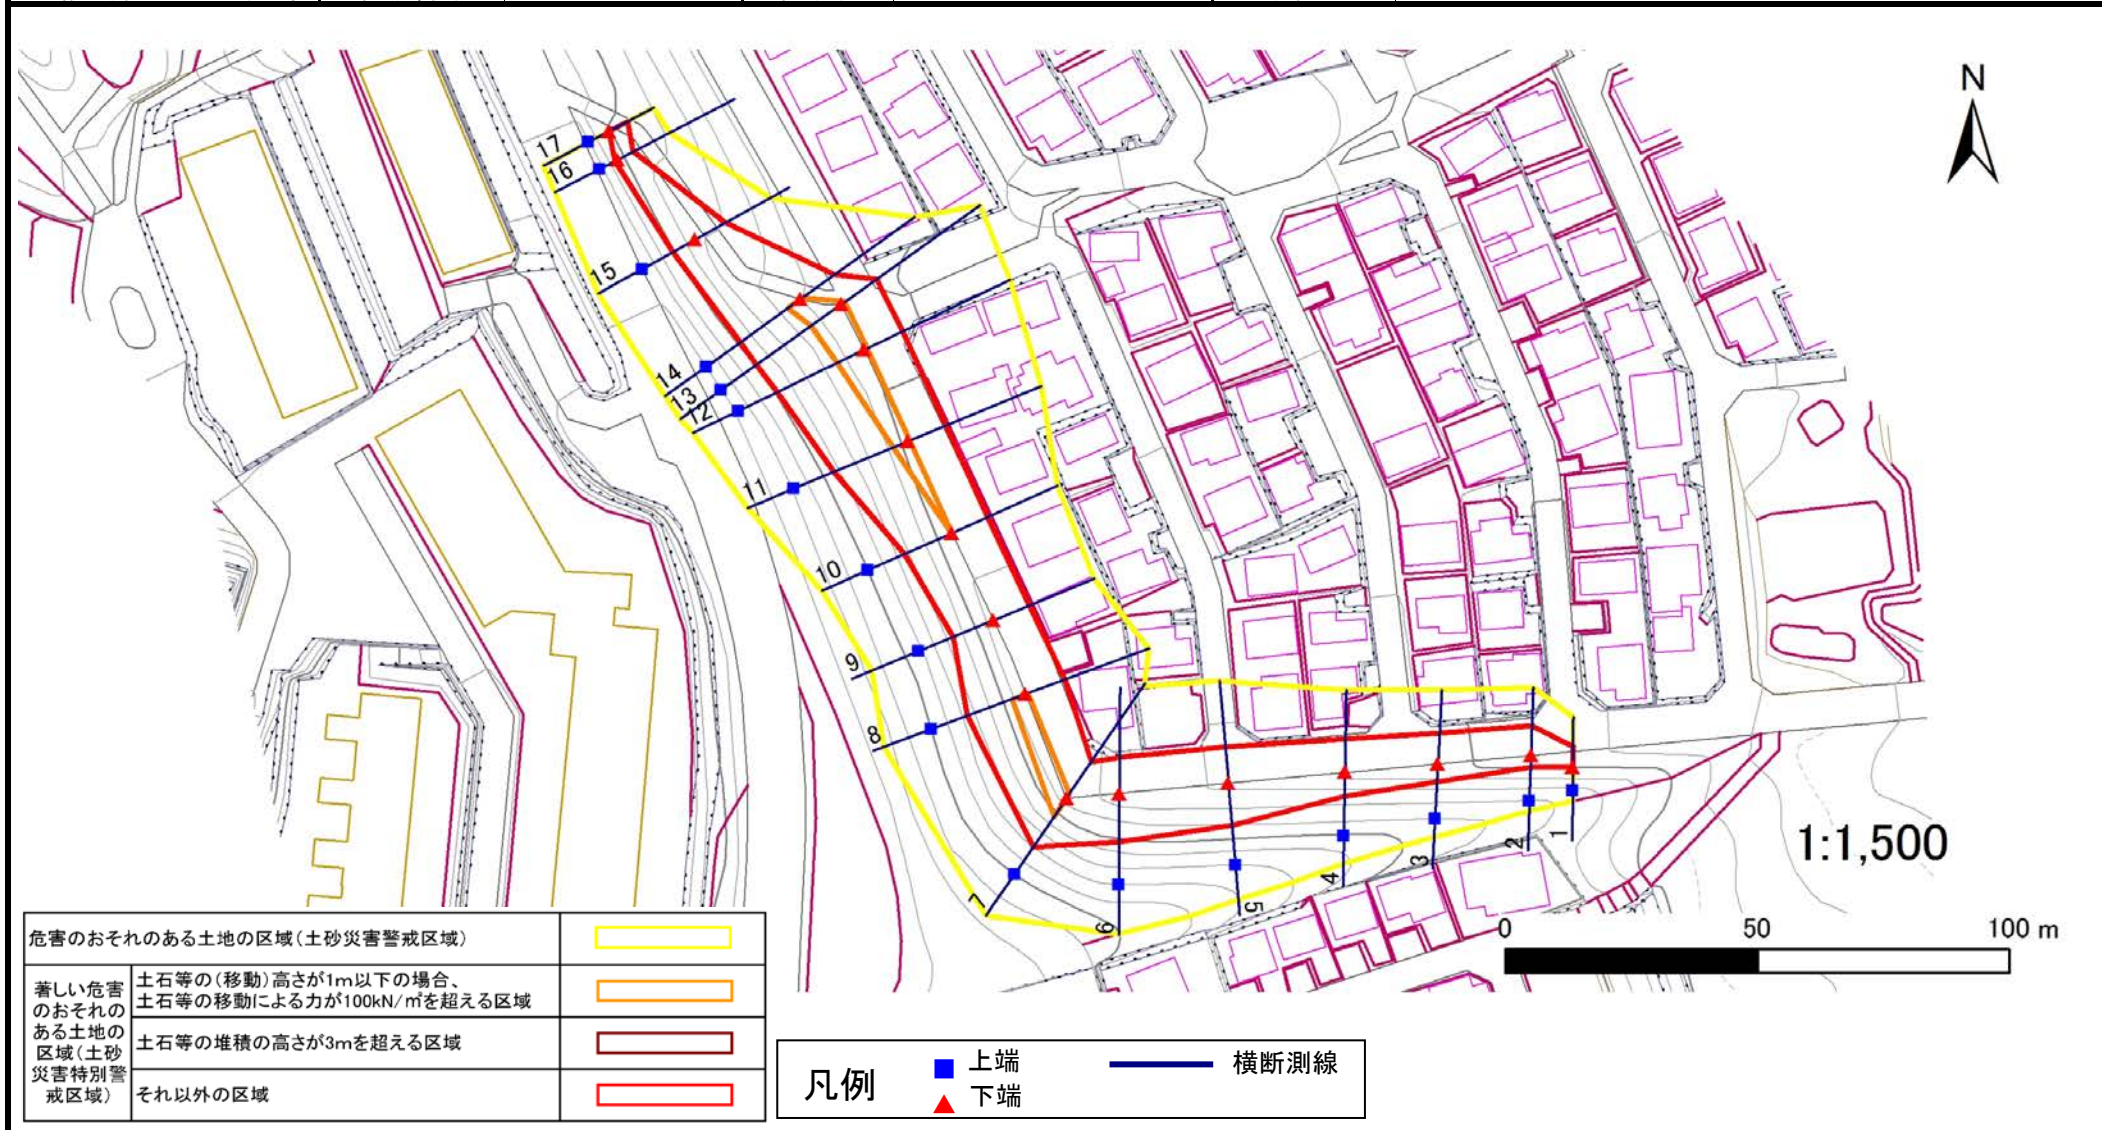 N
17
16
15
14
13
12
11
10
9
8
7
6
5
4
3
2
1
1:1,500
0 50 100 m
危害のおそれのある土地の区域(土砂災害警戒区域)
著しい危害
のおそれの
ある土地の
区域(土砂
災害特別警
戒区域)
土石等の(移動)高さが1m以下の場合、
土石等の移動による力が100kN/㎡を超える区域
土石等の堆積の高さが3mを超える区域
それ以外の区域
凡例
上端
下端
横断測線